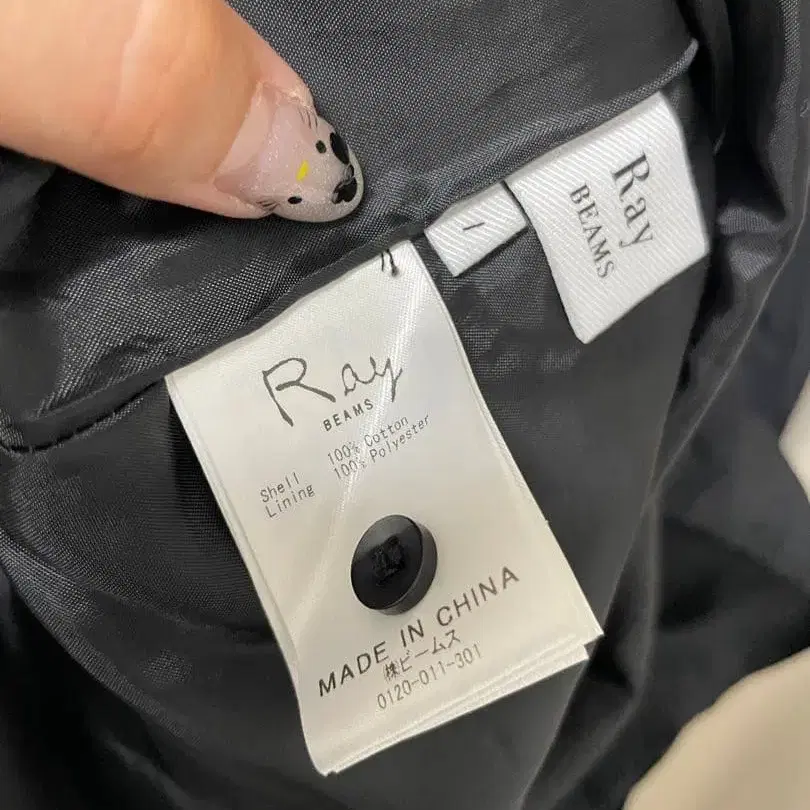 Ray
BEAMS
Shell 100% Cotton
Lining 100% Polyester
MADE IN CHINA
㈱ビームス
0120-011-301
Ray
BEAMS